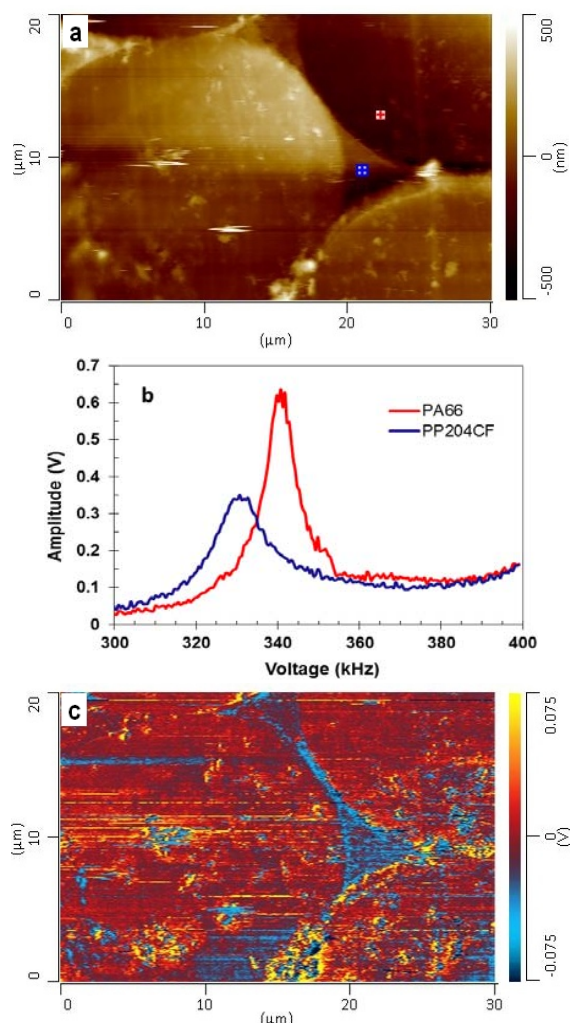 a
20
10
0
(µm)
0 10 20 30
(µm)
500
0
-500
(nm)
b
0.7
0.6
0.5
0.4
0.3
0.2
0.1
0
Amplitude (V)
PA66
PP204CF
300 320 340 360 380 400
Voltage (kHz)
c
20
10
0
(µm)
0 10 20 30
(µm)
0.075
0
-0.075
(V)